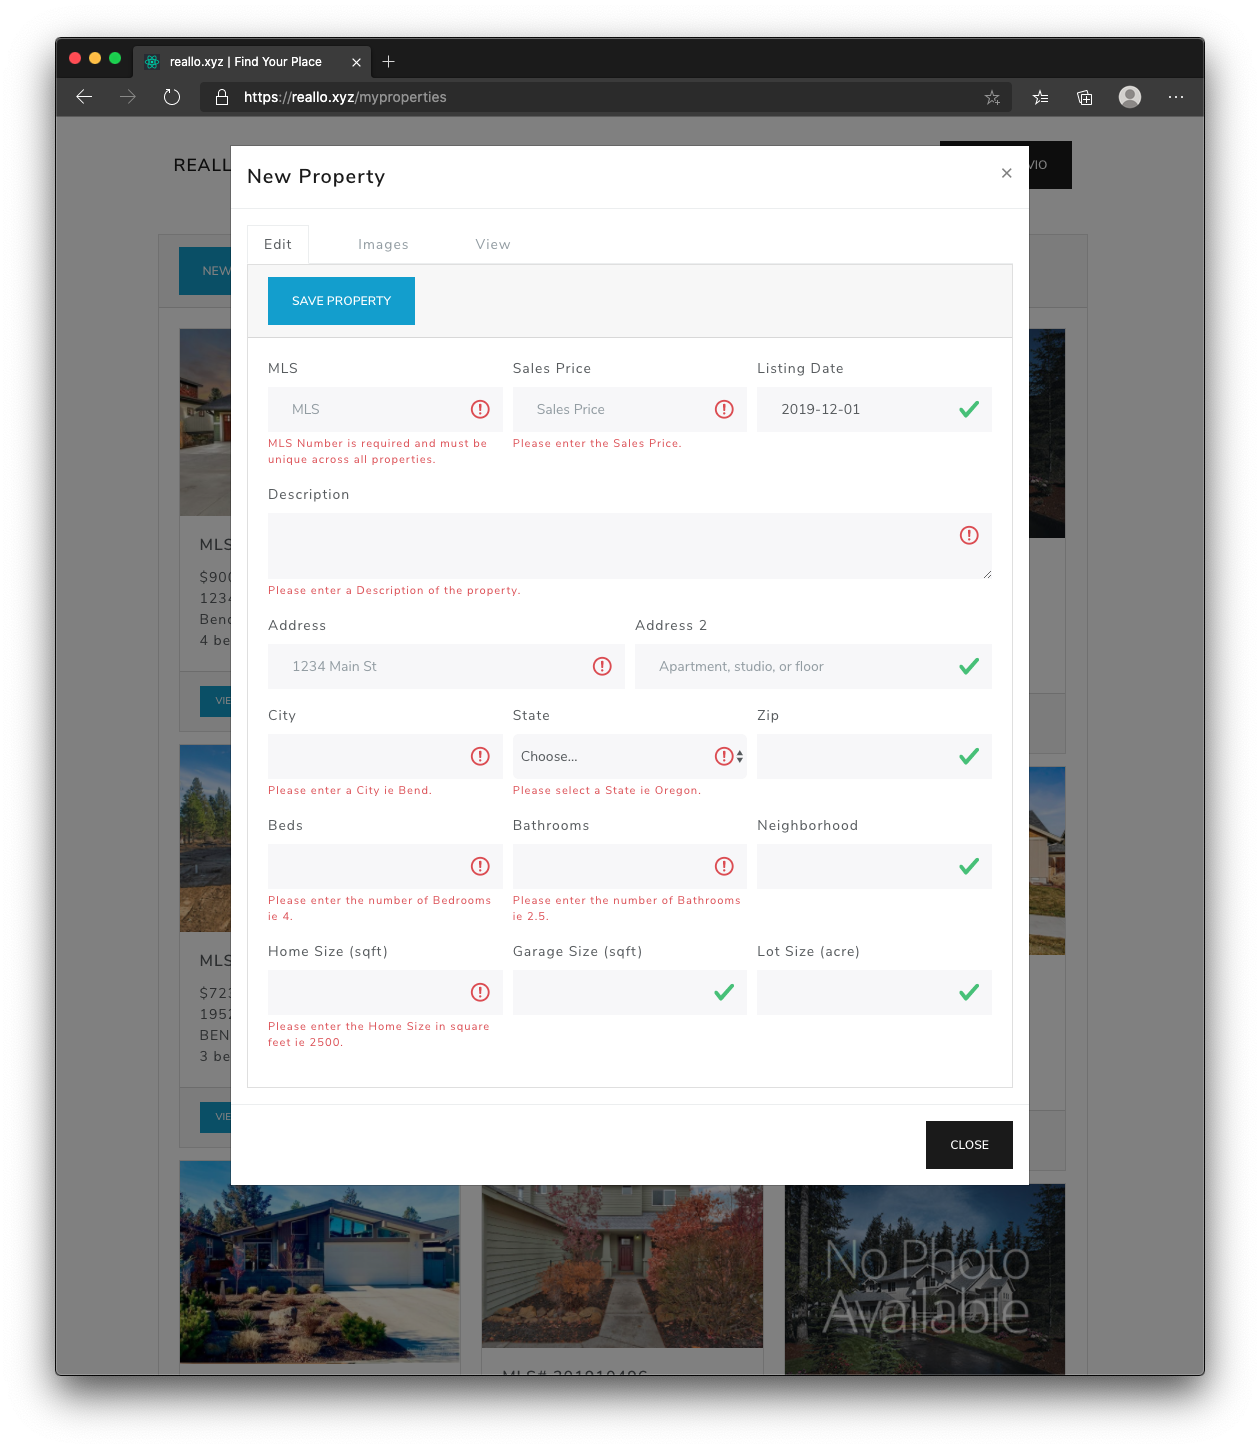 reallo.xyz | Find Your Place
https://reallo.xyz/myproperties
REALL
VIO
New Property
Edit Images View
NEW
SAVE PROPERTY
MLS Sales Price Listing Date
MLS Sales Price 2019-12-01
MLS Number is required and must be Please enter the Sales Price.
unique across all properties.
Description
Please enter a Description of the property.
MLS
$900
1234
Bend
4 be
Address Address 2
1234 Main St Apartment, studio, or floor
VIE
City State Zip
Choose...
Please enter a City ie Bend. Please select a State ie Oregon.
Beds Bathrooms Neighborhood
Please enter the number of Bedrooms Please enter the number of Bathrooms
ie 4. ie 2.5.
Home Size (sqft) Garage Size (sqft) Lot Size (acre)
Please enter the Home Size in square
feet ie 2500.
MLS
$723
1952
BEN
3 be
VIE
CLOSE
No Photo
Available
MLS# 201910496